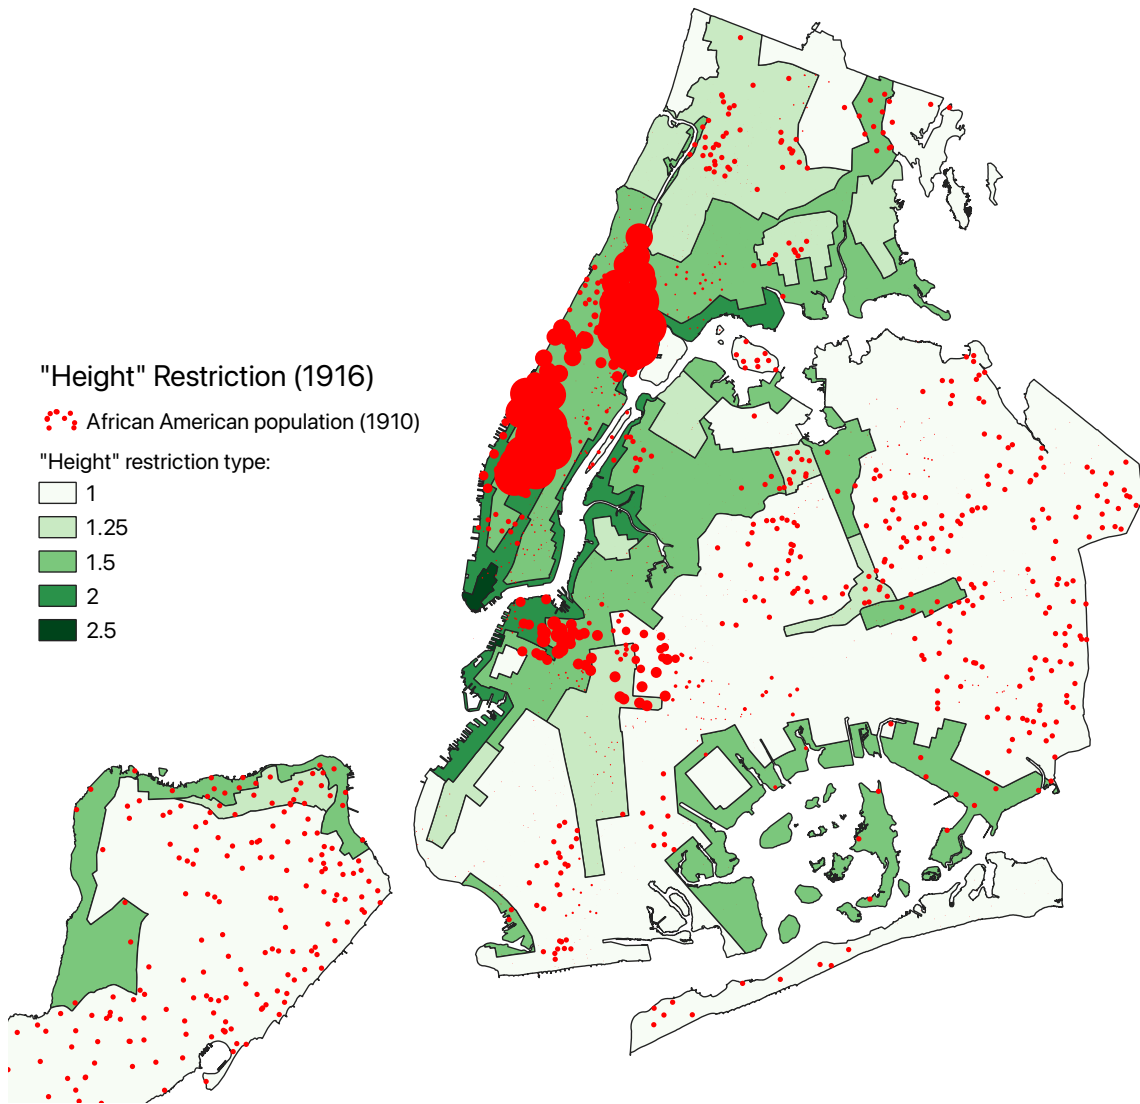 "Height" Restriction (1916)
African American population (1910)
"Height" restriction type:
1
1.25
1.5
2
2.5